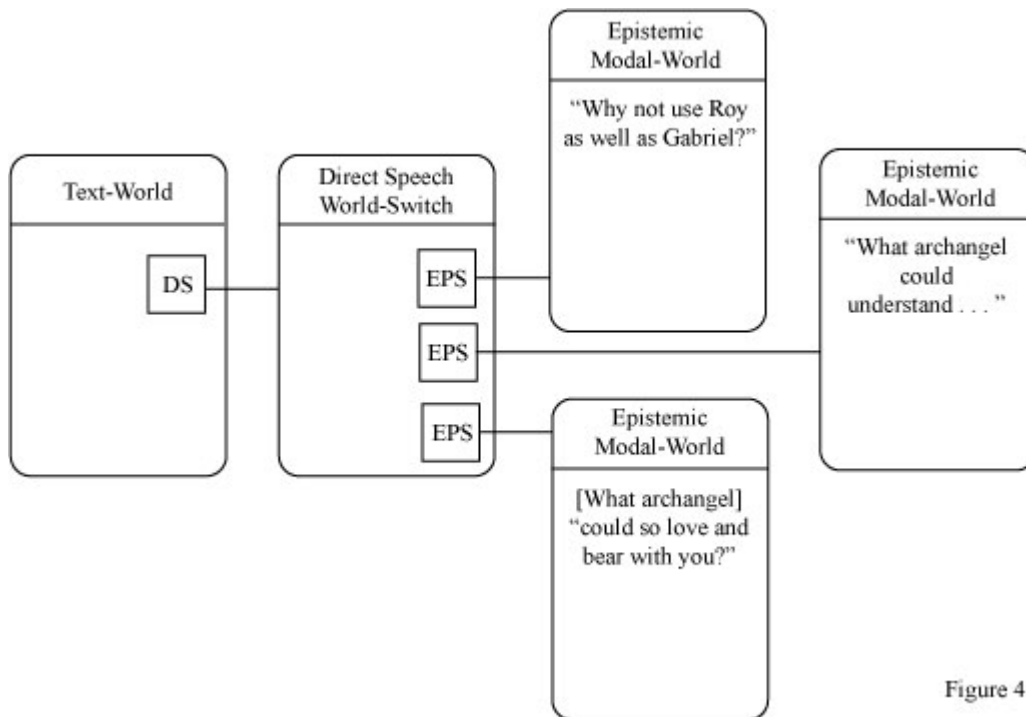 Text-World
DS
Direct Speech
World-Switch
EPS
EPS
EPS
Epistemic
Modal-World
“Why not use Roy
as well as Gabriel?”
Epistemic
Modal-World
“What archangel
could
understand . . . ”
Epistemic
Modal-World
[What archangel]
“could so love and
bear with you?”
Figure 4